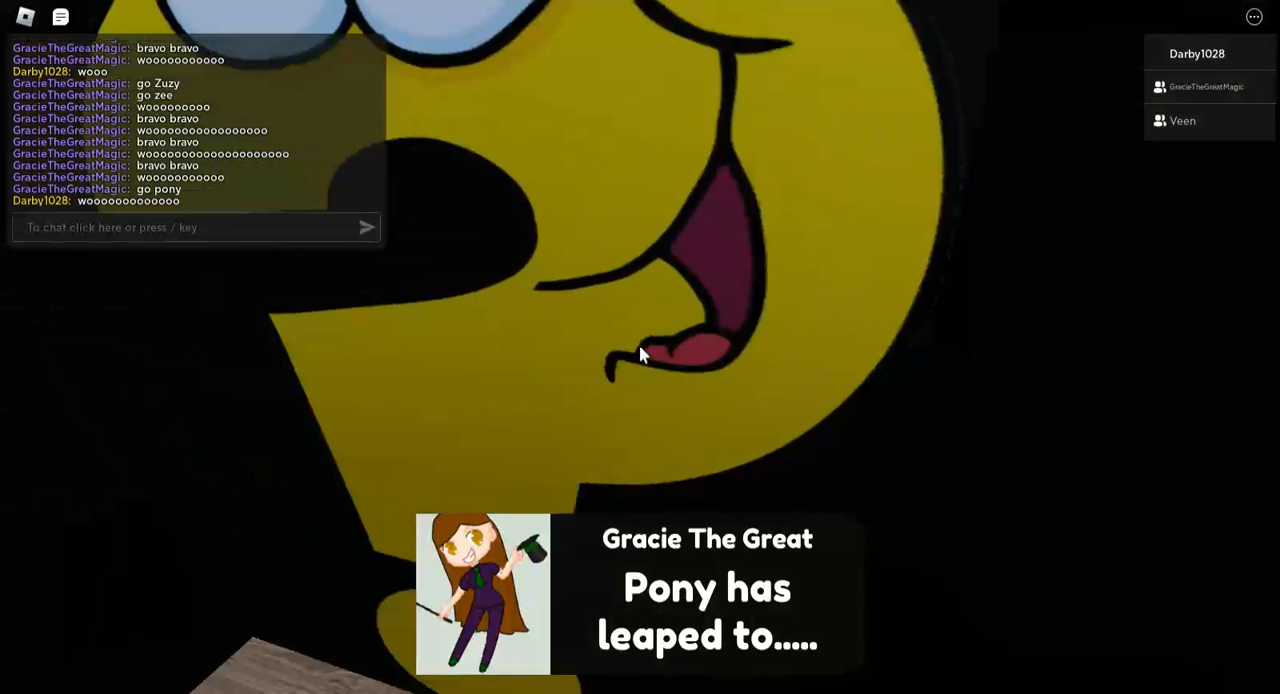 GracieTheGreatMagic: bravo bravo
GracieTheGreatMagic: wooooooooooo
Darby1028: wooo
GracieTheGreatMagic: go Zuzy
GracieTheGreatMagic: go zee
GracieTheGreatMagic: wooooooooo
GracieTheGreatMagic: bravo bravo
GracieTheGreatMagic: wooooooooooooooooo
GracieTheGreatMagic: bravo bravo
GracieTheGreatMagic: woooooooooooooooooooo
GracieTheGreatMagic: bravo bravo
GracieTheGreatMagic: wooooooooooo
GracieTheGreatMagic: go pony
Darby1028: wooooooooooooo
To chat click here or press / key
Darby1028
GracieTheGreatMagic
Veen
Gracie The Great
Pony has
leaped to.....